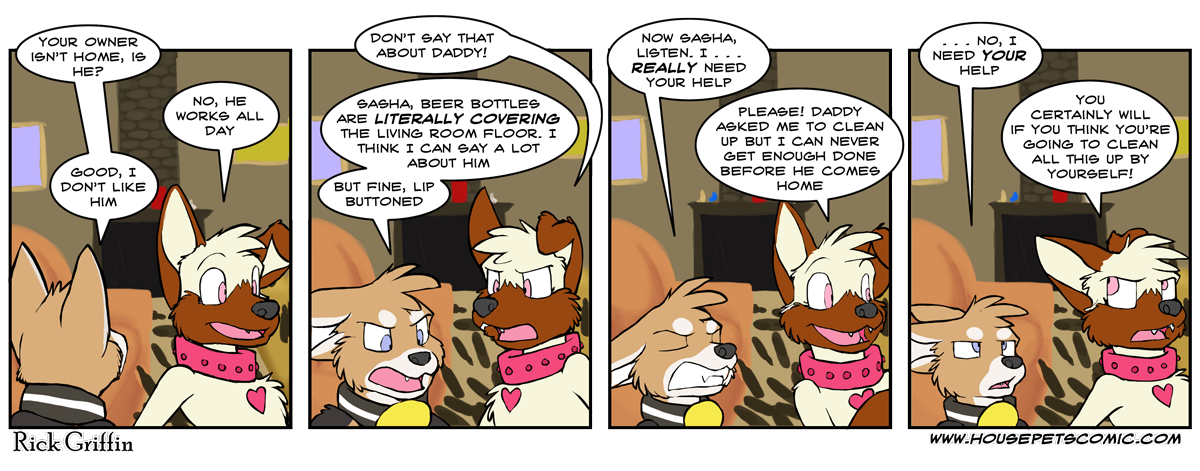 YOUR OWNER
ISN'T HOME, IS
HE?
NO, HE
WORKS ALL
DAY
GOOD, I
DON'T LIKE
HIM
DON'T SAY THAT
ABOUT DADDY!
SASHA, BEER BOTTLES
ARE LITERALLY COVERING
THE LIVING ROOM FLOOR. I
THINK I CAN SAY A LOT
ABOUT HIM
BUT FINE, LIP
BUTTONED
NOW SASHA,
LISTEN. I . . .
REALLY NEED
YOUR HELP
PLEASE! DADDY
ASKED ME TO CLEAN
UP BUT I CAN NEVER
GET ENOUGH DONE
BEFORE HE COMES
HOME
. . . NO, I
NEED YOUR
HELP
YOU
CERTAINLY WILL
IF YOU THINK YOU'RE
GOING TO CLEAN
ALL THIS UP BY
YOURSELF!
Rick Griffin
WWW.HOUSEPETSCOMIC.COM